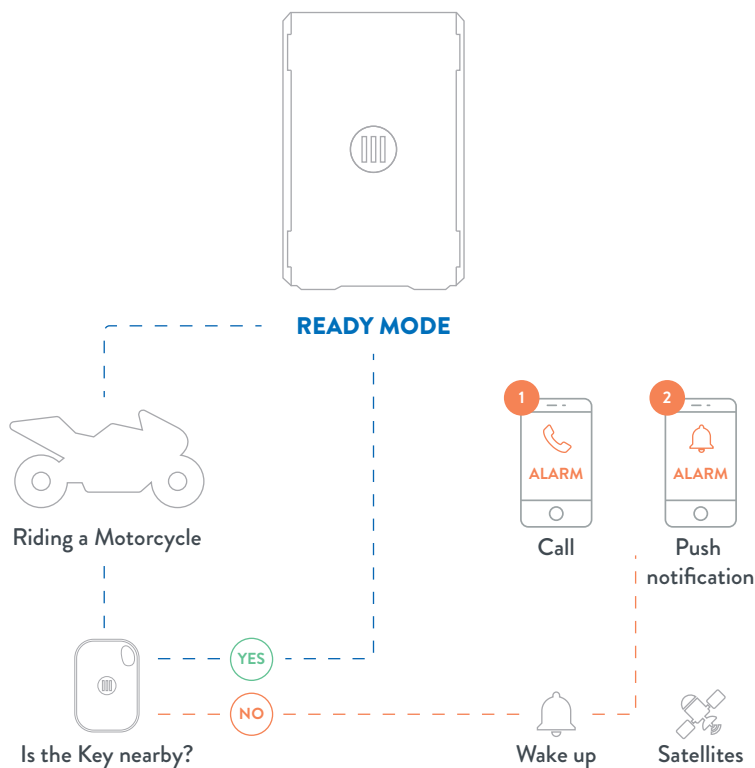 READY MODE
1
2
ALARM
ALARM
Riding a Motorcycle
Call
Push
notification
YES
NO
Is the Key nearby?
Wake up
Satellites